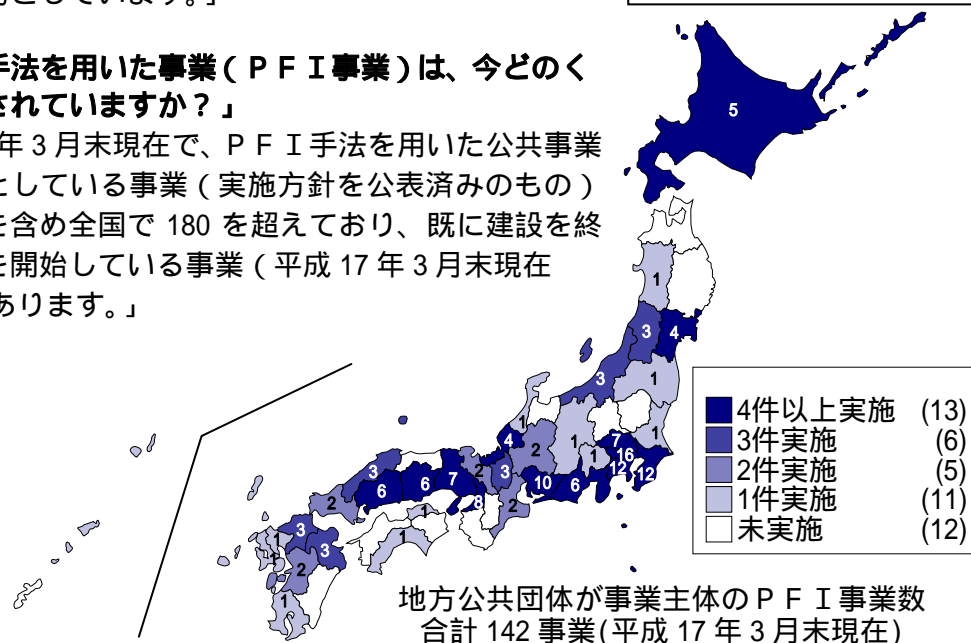 手法を用いた事業（ＰＦＩ事業）は、今どのく
されていますか？」
年３月末現在で、ＰＦＩ手法を用いた公共事業
としている事業（実施方針を公表済みのもの）
を含め全国で 180 を超えており、既に建設を終
を開始している事業（平成 17 年３月末現在
あります。」
5
1
3
4
3
1
1
4
2
1
1
7
16
12
12
1
3
6
6
7
2
3
8
2
10
6
2
1
1
3
3
1
1
2
1
4件以上実施 (13)
3件実施 (6)
2件実施 (5)
1件実施 (11)
未実施 (12)
地方公共団体が事業主体のＰＦＩ事業数
合計 142 事業(平成 17 年３月末現在)